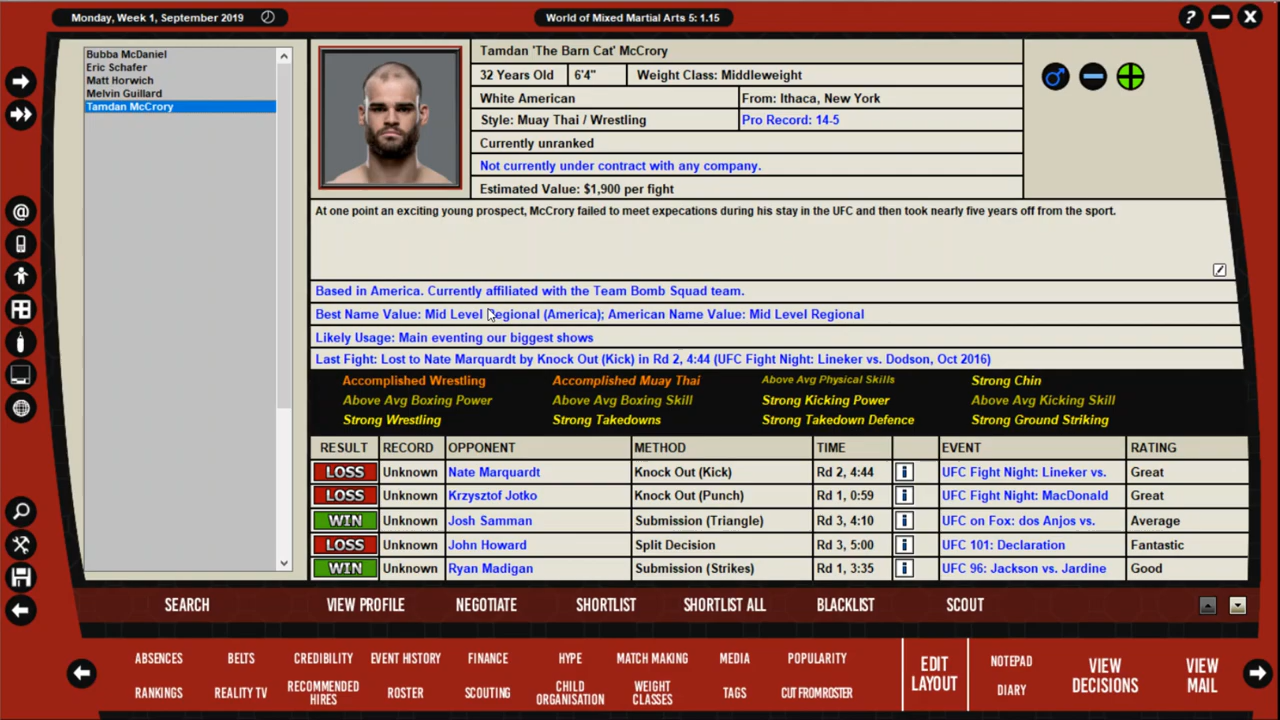 Monday, Week 1, September 2019
World of Mixed Martial Arts 5: 1.15
?
Bubba McDaniel
Eric Schafer
Matt Horwich
Melvin Guillard
Tamdan McCrory
Tamdan 'The Barn Cat' McCrory
32 Years Old 6'4" Weight Class: Middleweight
White American From: Ithaca, New York
Style: Muay Thai / Wrestling Pro Record: 14-5
Currently unranked
Not currently under contract with any company.
Estimated Value: $1,900 per fight
At one point an exciting young prospect, McCrory failed to meet expecations during his stay in the UFC and then took nearly five years off from the sport.
Based in America. Currently affiliated with the Team Bomb Squad team.
Best Name Value: Mid Level Regional (America); American Name Value: Mid Level Regional
Likely Usage: Main eventing our biggest shows
Last Fight: Lost to Nate Marquardt by Knock Out (Kick) in Rd 2, 4:44 (UFC Fight Night: Lineker vs. Dodson, Oct 2016)
Accomplished Wrestling Accomplished Muay Thai Above Avg Physical Skills Strong Chin
Above Avg Boxing Power Above Avg Boxing Skill Strong Kicking Power Above Avg Kicking Skill
Strong Wrestling Strong Takedowns Strong Takedown Defence Strong Ground Striking
RESULT RECORD OPPONENT METHOD TIME EVENT RATING
LOSS Unknown Nate Marquardt Knock Out (Kick) Rd 2, 4:44 i UFC Fight Night: Lineker vs. Great
LOSS Unknown Krzysztof Jotko Knock Out (Punch) Rd 1, 0:59 i UFC Fight Night: MacDonald Great
WIN Unknown Josh Samman Submission (Triangle) Rd 3, 4:10 i UFC on Fox: dos Anjos vs. Average
LOSS Unknown John Howard Split Decision Rd 3, 5:00 i UFC 101: Declaration Fantastic
WIN Unknown Ryan Madigan Submission (Strikes) Rd 1, 3:35 i UFC 96: Jackson vs. Jardine Good
SEARCH VIEW PROFILE NEGOTIATE SHORTLIST SHORTLIST ALL BLACKLIST SCOUT
ABSENCES BELTS CREDIBILITY EVENT HISTORY FINANCE HYPE MATCH MAKING MEDIA POPULARITY
RANKINGS REALITY TV RECOMMENDED HIRES ROSTER SCOUTING CHILD ORGANISATION WEIGHT CLASSES TAGS CUT FROM ROSTER
EDIT LAYOUT
NOTEPAD
DIARY
VIEW DECISIONS
VIEW MAIL